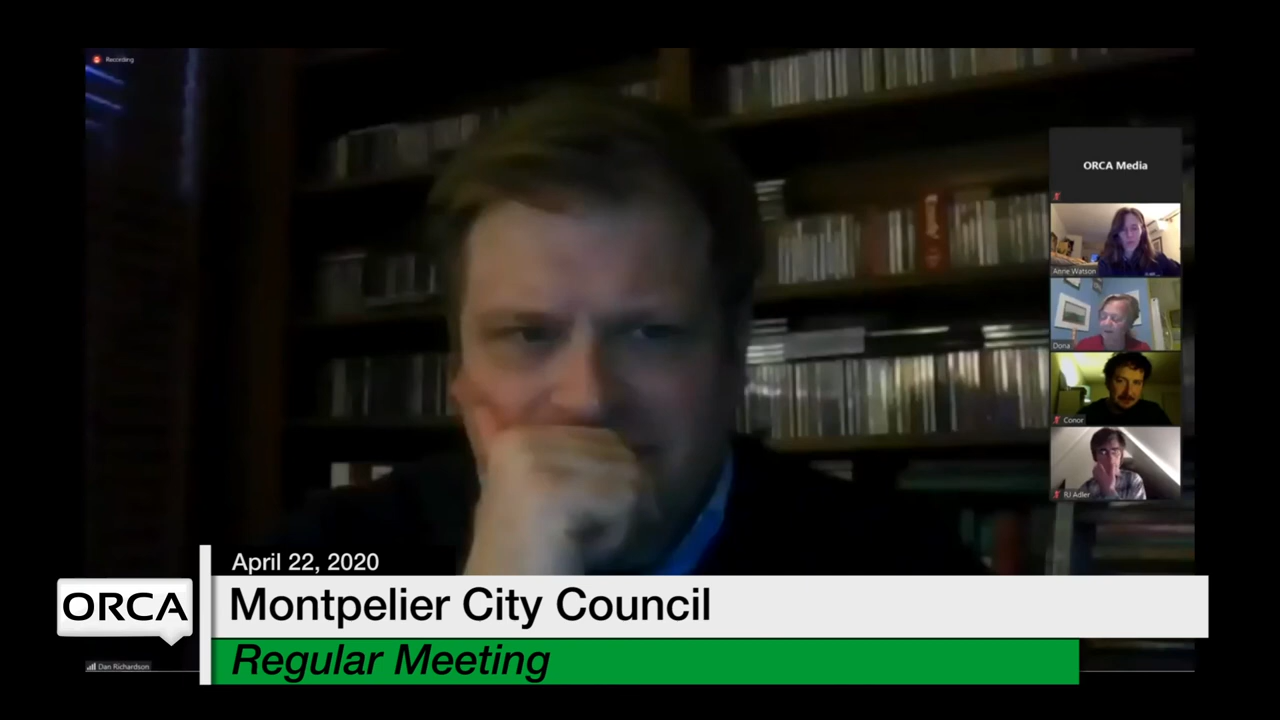 Recording
ORCA Media
Anne Watson
Dona
Conor
RJ Adler
April 22, 2020
ORCA
Montpelier City Council
Regular Meeting
Dan Richardson